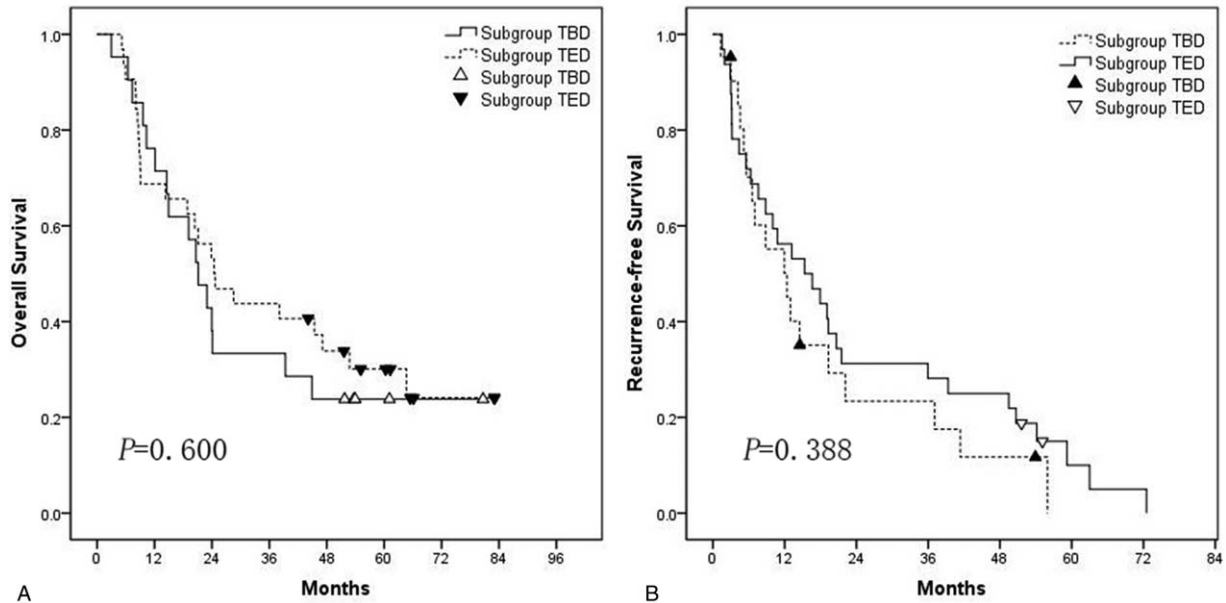 Subgroup TBD
Subgroup TED
Subgroup TBD
Subgroup TED
1.0
0.8
0.6
0.4
0.2
0.0
Overall Survival
P=0.600
0 12 24 36 48 60 72 84 96
Months
A
Subgroup TBD
Subgroup TED
Subgroup TBD
Subgroup TED
1.0
0.8
0.6
0.4
0.2
0.0
Recurrence-free Survival
P=0.388
0 12 24 36 48 60 72 84
Months
B